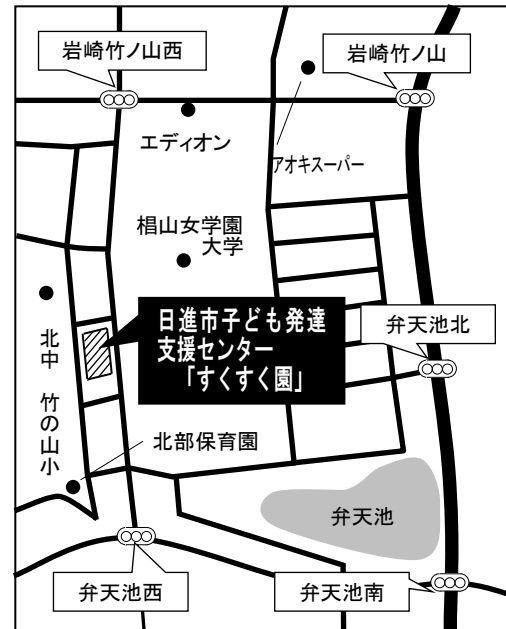 岩崎竹ノ山西
岩崎竹ノ山
エディオン
アオキスーパー
椙山女学園
大学
日進市子ども発達
支援センター
「すくすく園」
弁天池北
北中
竹の山小
北部保育園
弁天池
弁天池西
弁天池南